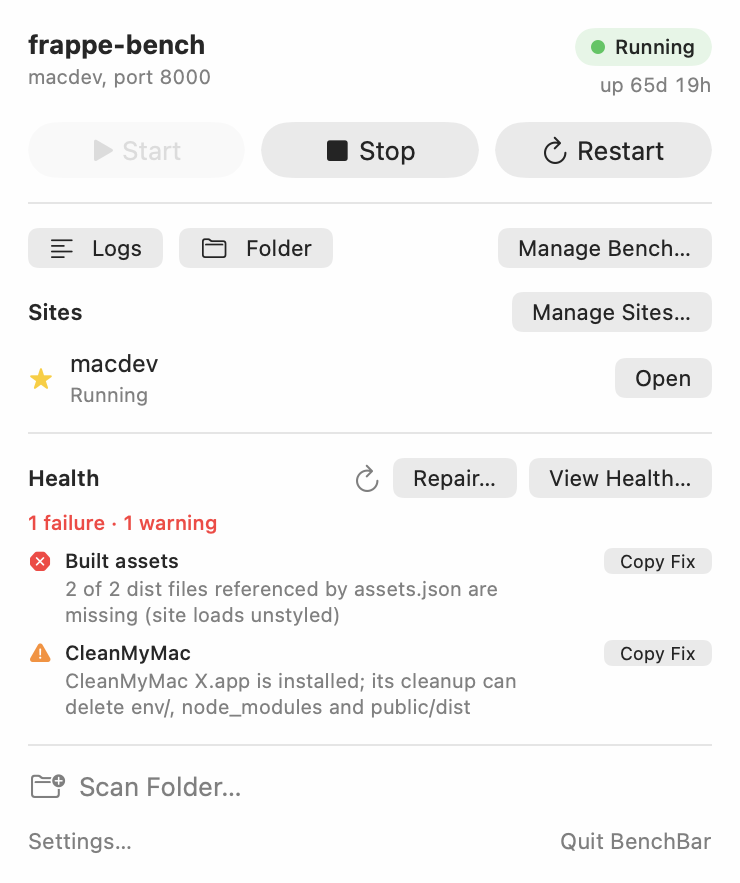 frappe-bench
Running
macdev, port 8000
up 65d 19h
Start
Stop
Restart
Logs
Folder
Manage Bench...
Sites
Manage Sites...
macdev
Running
Open
Health
Repair...
View Health...
1 failure · 1 warning
Built assets
Copy Fix
2 of 2 dist files referenced by assets.json are
missing (site loads unstyled)
CleanMyMac
Copy Fix
CleanMyMac X.app is installed; its cleanup can
delete env/, node_modules and public/dist
Scan Folder...
Settings...
Quit BenchBar